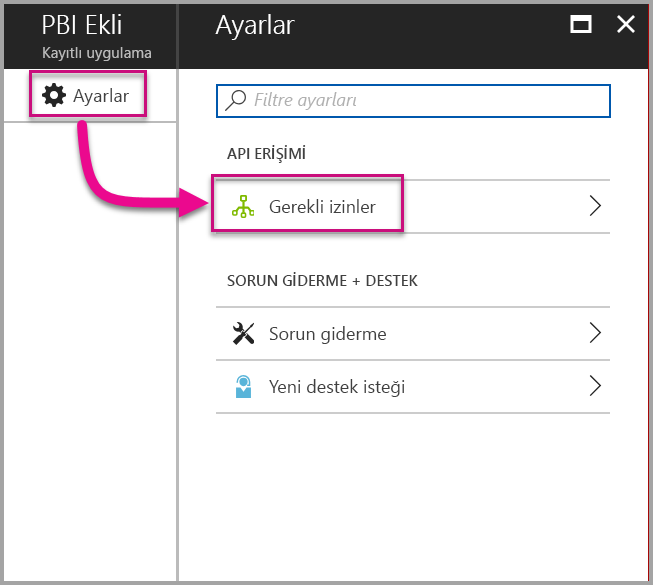 PBI Ekli
Kayıtlı uygulama
Ayarlar
Ayarlar
Filtre ayarları
API ERİŞİMİ
Gerekli izinler
SORUN GİDERME + DESTEK
Sorun giderme
Yeni destek isteği